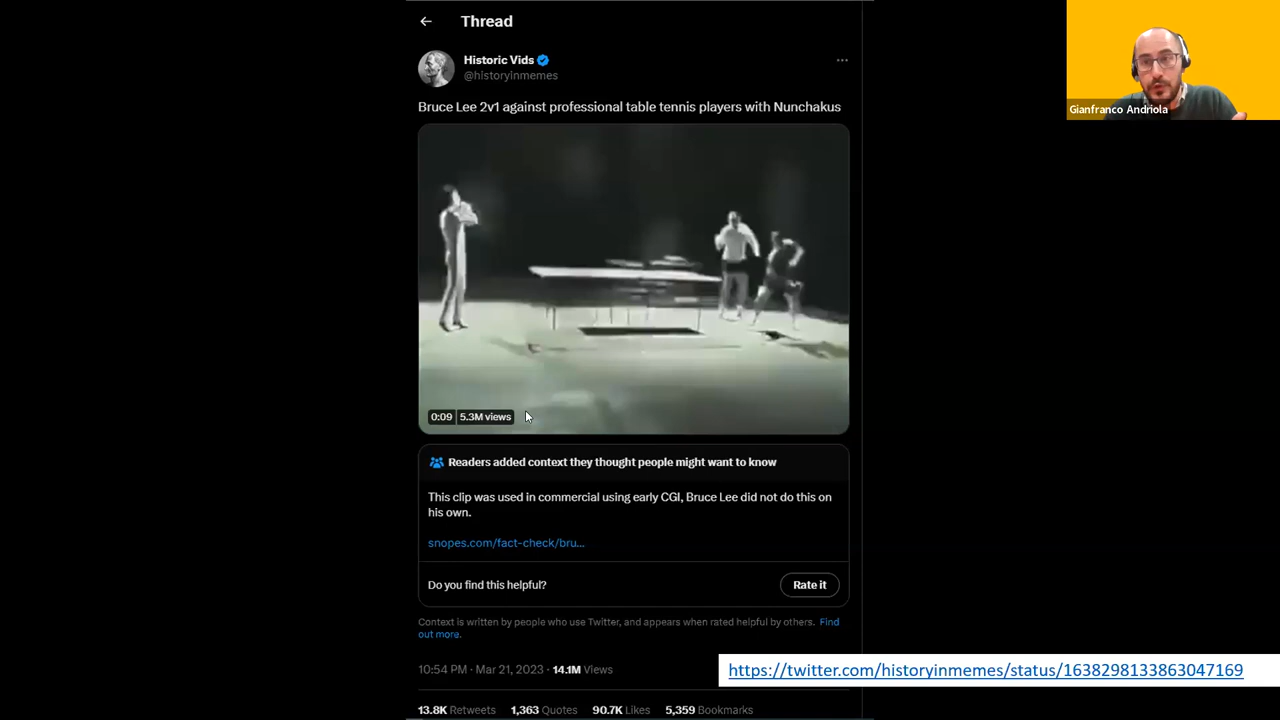 Thread
Historic Vids
@historyinmemes
Gianfranco Andriola
Bruce Lee 2v1 against professional table tennis players with Nunchakus
0:09 5.3M views
Readers added context they thought people might want to know
This clip was used in commercial using early CGI, Bruce Lee did not do this on
his own.
snopes.com/fact-check/bru...
Do you find this helpful?
Rate it
Context is written by people who use Twitter, and appears when rated helpful by others. Find
out more.
10:54 PM · Mar 21, 2023 · 14.1M Views
https://twitter.com/historyinmemes/status/1638298133863047169
13.8K Retweets 1,363 Quotes 90.7K Likes 5,359 Bookmarks